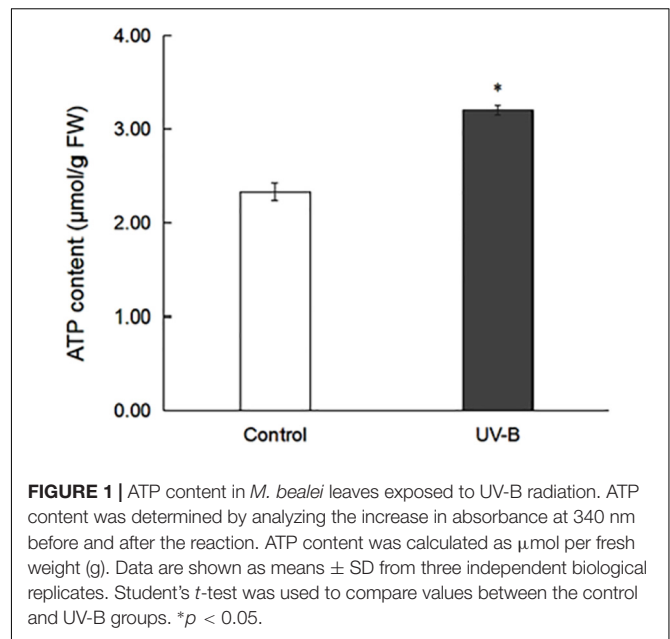 4.00
*
3.00
2.00
1.00
0.00
ATP content (µmol/g FW)
Control UV-B
FIGURE 1 | ATP content in M. bealei leaves exposed to UV-B radiation. ATP
content was determined by analyzing the increase in absorbance at 340 nm
before and after the reaction. ATP content was calculated as µmol per fresh
weight (g). Data are shown as means ± SD from three independent biological
replicates. Student's t-test was used to compare values between the control
and UV-B groups. *p < 0.05.